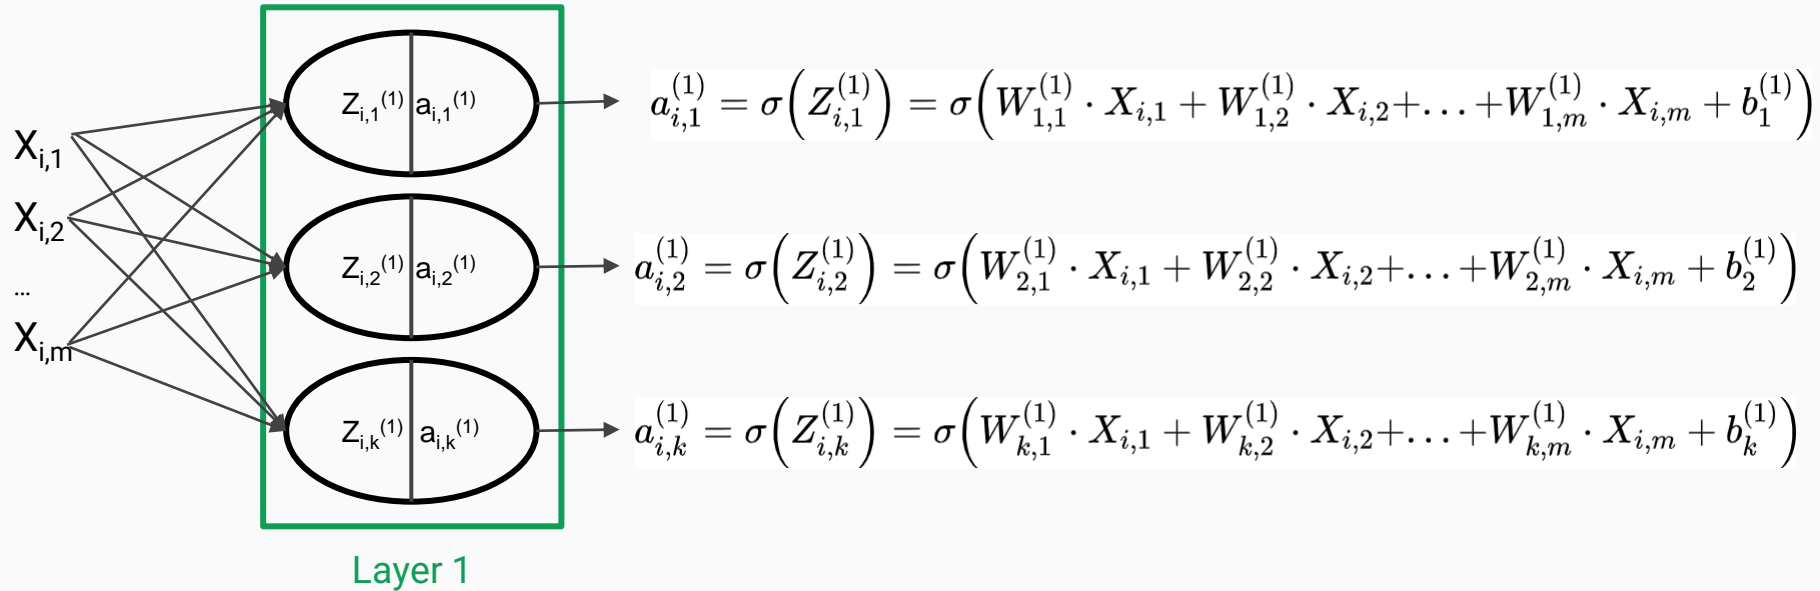 X_{i,1}
X_{i,2}
...
X_{i,m}
Z_{i,1}^{(1)} a_{i,1}^{(1)}
a_{i,1}^{(1)} = σ(Z_{i,1}^{(1)}) = σ(W_{1,1}^{(1)} · X_{i,1} + W_{1,2}^{(1)} · X_{i,2}+...+W_{1,m}^{(1)} · X_{i,m} + b_1^{(1)})
Z_{i,2}^{(1)} a_{i,2}^{(1)}
a_{i,2}^{(1)} = σ(Z_{i,2}^{(1)}) = σ(W_{2,1}^{(1)} · X_{i,1} + W_{2,2}^{(1)} · X_{i,2}+...+W_{2,m}^{(1)} · X_{i,m} + b_2^{(1)})
Z_{i,k}^{(1)} a_{i,k}^{(1)}
a_{i,k}^{(1)} = σ(Z_{i,k}^{(1)}) = σ(W_{k,1}^{(1)} · X_{i,1} + W_{k,2}^{(1)} · X_{i,2}+...+W_{k,m}^{(1)} · X_{i,m} + b_k^{(1)})
Layer 1